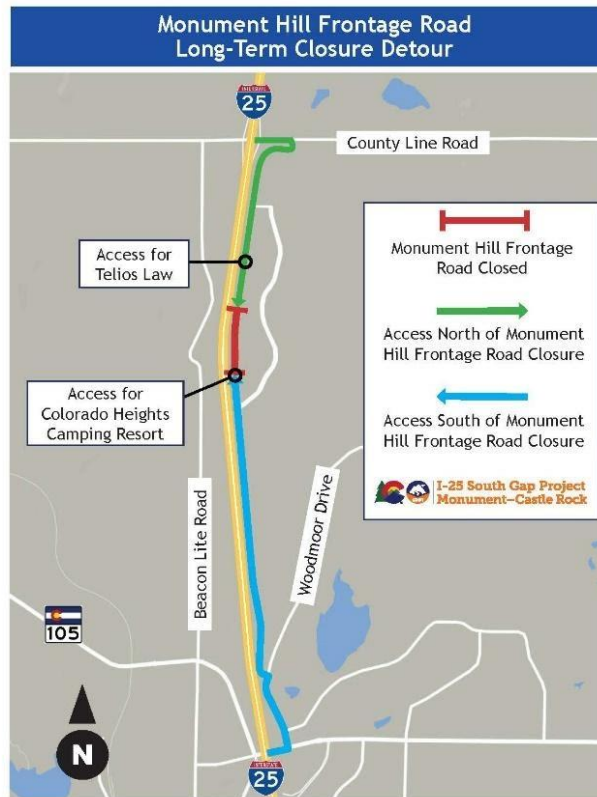 Monument Hill Frontage Road
Long-Term Closure Detour
INTERSTATE
25
County Line Road
Access for
Telios Law
Monument Hill Frontage
Road Closed
Access North of Monument
Hill Frontage Road Closure
Access for
Colorado Heights
Camping Resort
Access South of Monument
Hill Frontage Road Closure
I-25 South Gap Project
Monument–Castle Rock
Beacon Lite Road
Woodmoor Drive
105
N
INTERSTATE
25